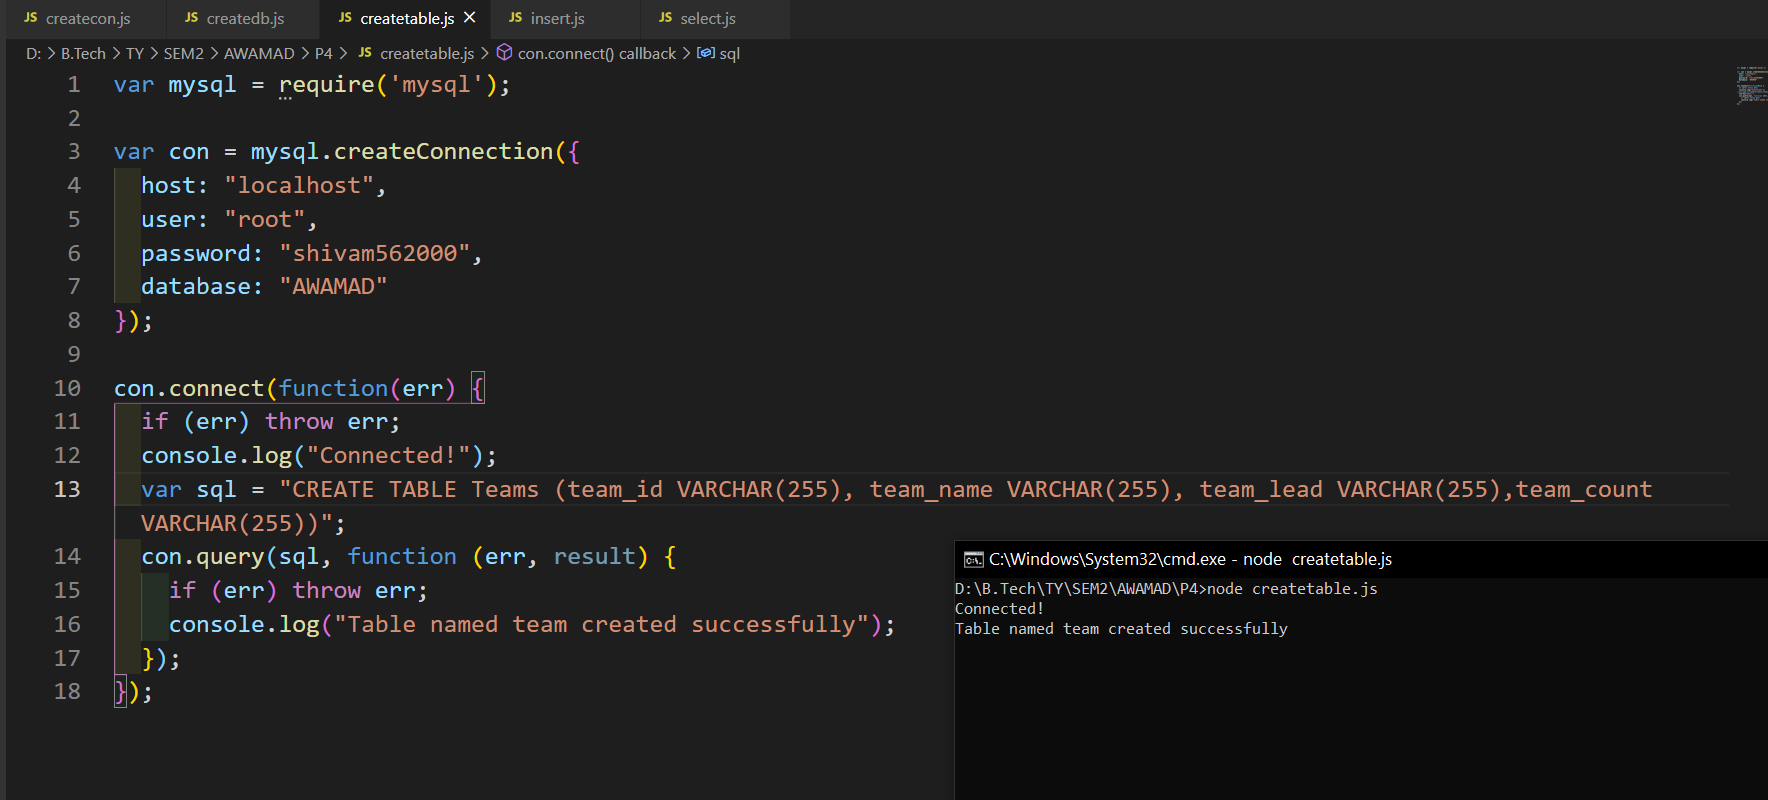 JS createcon.js JS createdb.js JS createtable.js × JS insert.js JS select.js
D: > B.Tech > TY > SEM2 > AWAMAD > P4 > JS createtable.js > con.connect() callback > sql
1 var mysql = require('mysql');
2
3 var con = mysql.createConnection({
4 host: "localhost",
5 user: "root",
6 password: "shivam562000",
7 database: "AWAMAD"
8 });
9
10 con.connect(function(err) {
11 if (err) throw err;
12 console.log("Connected!");
13 var sql = "CREATE TABLE Teams (team_id VARCHAR(255), team_name VARCHAR(255), team_lead VARCHAR(255),team_count
VARCHAR(255))";
14 con.query(sql, function (err, result) {
15 if (err) throw err;
16 console.log("Table named team created successfully");
17 });
18 });
C:\Windows\System32\cmd.exe - node createtable.js
D:\B.Tech\TY\SEM2\AWAMAD\P4>node createtable.js
Connected!
Table named team created successfully